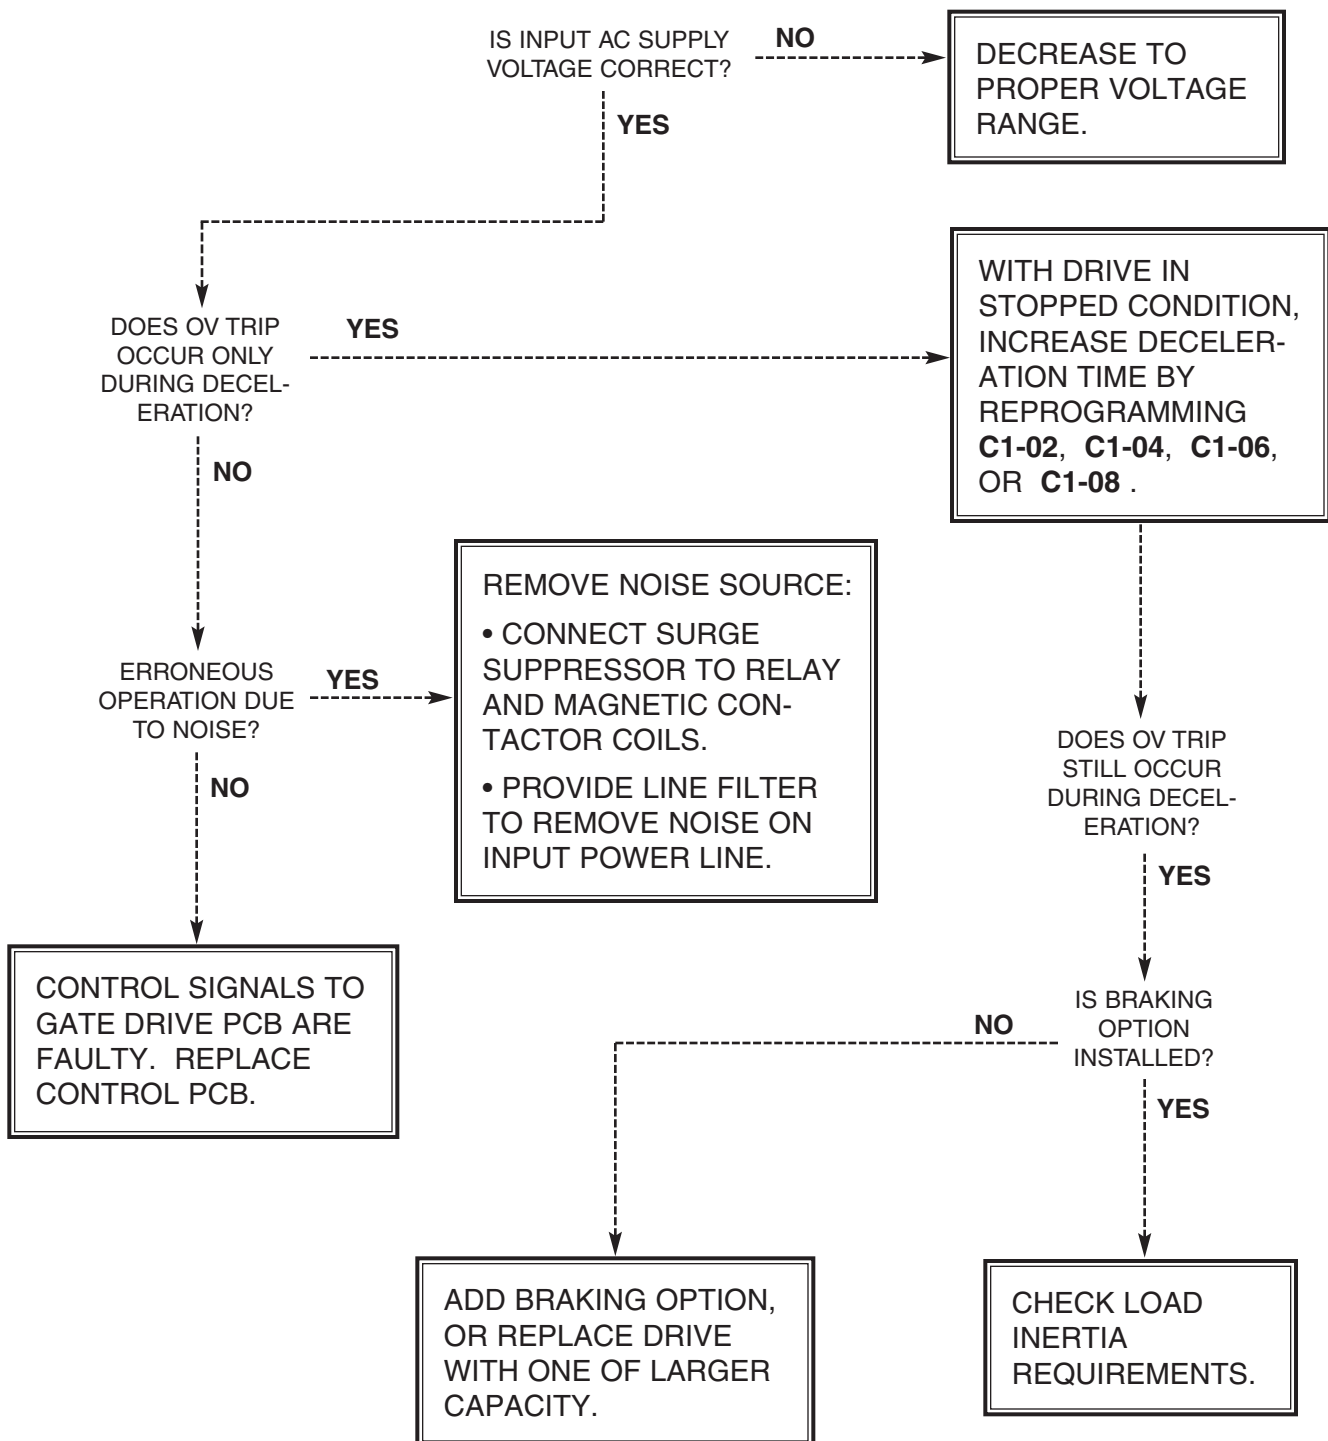 IS INPUT AC SUPPLY
VOLTAGE CORRECT?
NO
DECREASE TO
PROPER VOLTAGE
RANGE.
YES
DOES OV TRIP
OCCUR ONLY
DURING DECEL-
ERATION?
YES
WITH DRIVE IN
STOPPED CONDITION,
INCREASE DECELER-
ATION TIME BY
REPROGRAMMING
C1-02, C1-04, C1-06,
OR C1-08 .
NO
ERRONEOUS
OPERATION DUE
TO NOISE?
YES
REMOVE NOISE SOURCE:
• CONNECT SURGE
SUPPRESSOR TO RELAY
AND MAGNETIC CON-
TACTOR COILS.
• PROVIDE LINE FILTER
TO REMOVE NOISE ON
INPUT POWER LINE.
NO
CONTROL SIGNALS TO
GATE DRIVE PCB ARE
FAULTY. REPLACE
CONTROL PCB.
DOES OV TRIP
STILL OCCUR
DURING DECEL-
ERATION?
YES
IS BRAKING
OPTION
INSTALLED?
NO
YES
ADD BRAKING OPTION,
OR REPLACE DRIVE
WITH ONE OF LARGER
CAPACITY.
CHECK LOAD
INERTIA
REQUIREMENTS.